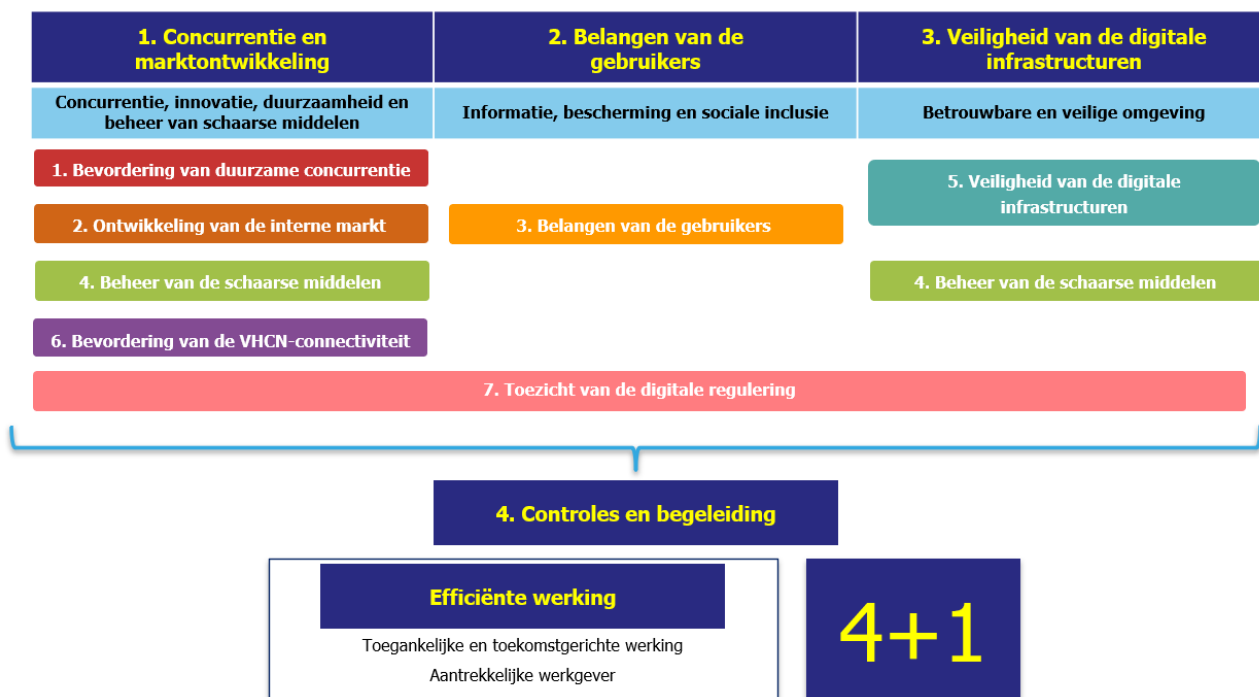 1. Concurrentie en
marktontwikkeling
2. Belangen van de
gebruikers
3. Veiligheid van de digitale
infrastructuren
Concurrentie, innovatie, duurzaamheid en
beheer van schaarse middelen
Informatie, bescherming en sociale inclusie
Betrouwbare en veilige omgeving
1. Bevordering van duurzame concurrentie
5. Veiligheid van de digitale
infrastructuren
2. Ontwikkeling van de interne markt
3. Belangen van de gebruikers
4. Beheer van de schaarse middelen
4. Beheer van de schaarse middelen
6. Bevordering van de VHCN-connectiviteit
7. Toezicht van de digitale regulering
4. Controles en begeleiding
Efficiënte werking
Toegankelijke en toekomstgerichte werking
Aantrekkelijke werkgever
4+1